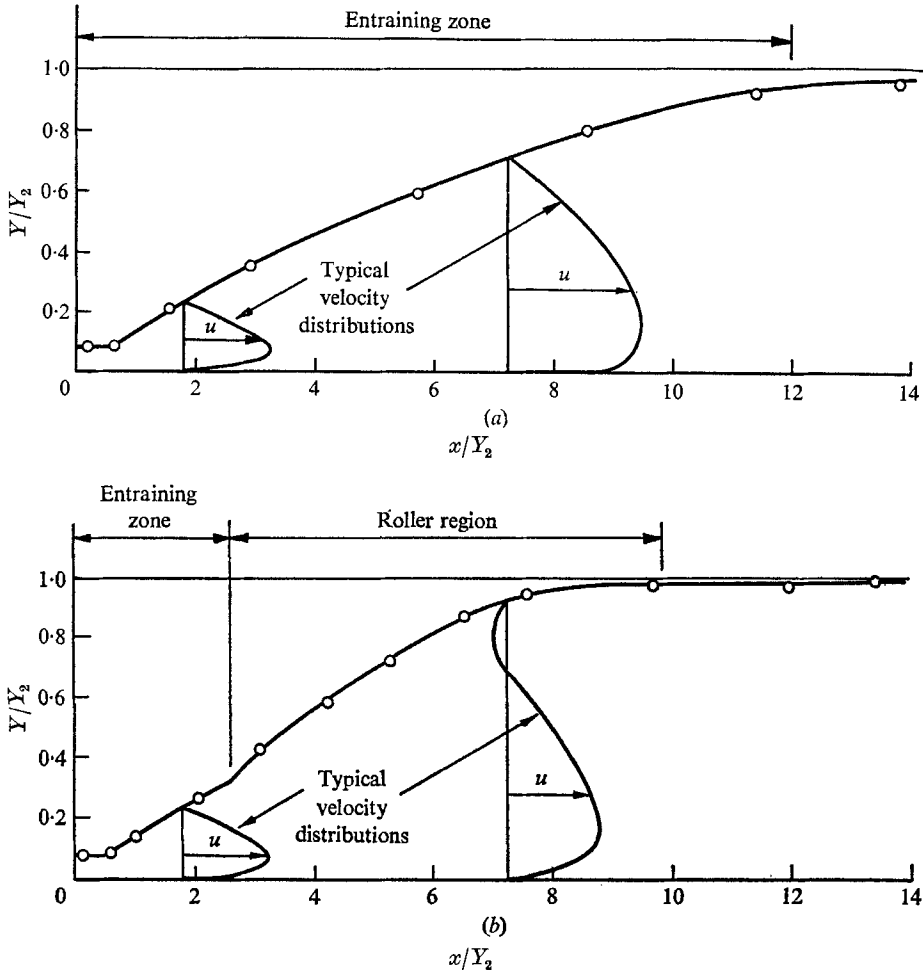 Entraining zone
1·0
0·8
0·6
0·4
0·2
Y/Y₂
Typical
velocity
distributions
u
u
0
2
4
6
8
10
12
14
(a)
x/Y₂
Entraining
zone
Roller region
1·0
0·8
0·6
0·4
0·2
Y/Y₂
Typical
velocity
distributions
u
u
0
2
4
6
8
10
12
14
(b)
x/Y₂